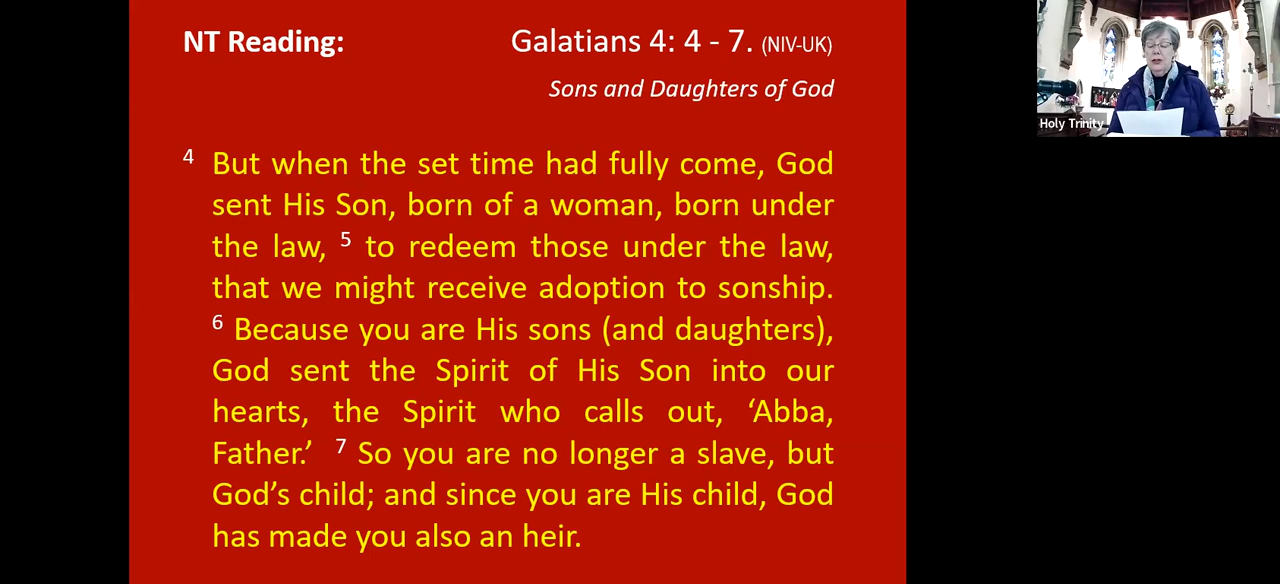 NT Reading: Galatians 4: 4 - 7. (NIV-UK)
Sons and Daughters of God
4 But when the set time had fully come, God
sent His Son, born of a woman, born under
the law, 5 to redeem those under the law,
that we might receive adoption to sonship.
6 Because you are His sons (and daughters),
God sent the Spirit of His Son into our
hearts, the Spirit who calls out, ‘Abba,
Father.’ 7 So you are no longer a slave, but
God’s child; and since you are His child, God
has made you also an heir.
Holy Trinity